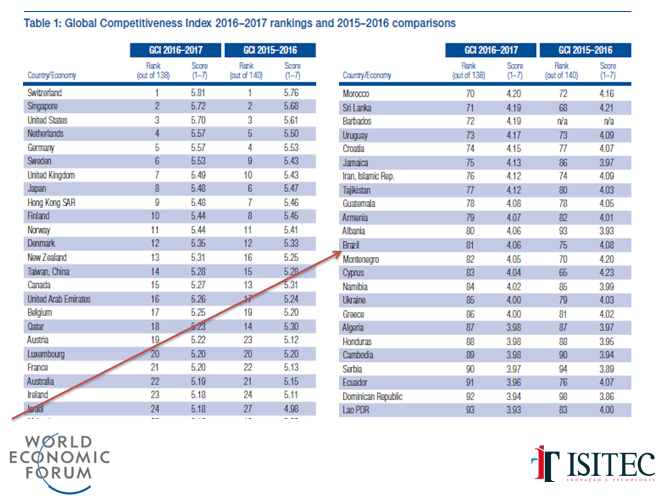 Table 1: Global Competitiveness Index 2016–2017 rankings and 2015–2016 comparisons
GCI 2016–2017 GCI 2015–2016
Rank Score Rank Score
Country/Economy (out of 138) (1–7) (out of 140) (1–7)
Switzerland 1 5.81 1 5.76
Singapore 2 5.72 2 5.68
United States 3 5.70 3 5.61
Netherlands 4 5.57 5 5.50
Germany 5 5.57 4 5.53
Sweden 6 5.53 9 5.43
United Kingdom 7 5.49 10 5.43
Japan 8 5.48 6 5.47
Hong Kong SAR 9 5.48 7 5.46
Finland 10 5.44 8 5.45
Norway 11 5.44 11 5.41
Denmark 12 5.35 12 5.33
New Zealand 13 5.31 16 5.25
Taiwan, China 14 5.28 15 5.28
Canada 15 5.27 13 5.31
United Arab Emirates 16 5.26 17 5.24
Belgium 17 5.25 19 5.20
Qatar 18 5.23 14 5.30
Austria 19 5.22 23 5.12
Luxembourg 20 5.20 20 5.20
France 21 5.20 22 5.13
Australia 22 5.19 21 5.15
Ireland 23 5.18 24 5.11
Israel 24 5.18 27 4.98
GCI 2016–2017 GCI 2015–2016
Rank Score Rank Score
Country/Economy (out of 138) (1–7) (out of 140) (1–7)
Morocco 70 4.20 72 4.16
Sri Lanka 71 4.19 68 4.21
Barbados 72 4.19 n/a n/a
Uruguay 73 4.17 73 4.09
Croatia 74 4.15 77 4.07
Jamaica 75 4.13 86 3.97
Iran, Islamic Rep. 76 4.12 74 4.09
Tajikistan 77 4.12 80 4.03
Guatemala 78 4.08 78 4.05
Armenia 79 4.07 82 4.01
Albania 80 4.06 93 3.93
Brazil 81 4.06 75 4.08
Montenegro 82 4.05 70 4.20
Cyprus 83 4.04 65 4.23
Namibia 84 4.02 85 3.99
Ukraine 85 4.00 79 4.03
Greece 86 4.00 81 4.02
Algeria 87 3.98 87 3.97
Honduras 88 3.98 88 3.95
Cambodia 89 3.98 90 3.94
Serbia 90 3.97 94 3.89
Ecuador 91 3.96 76 4.07
Dominican Republic 92 3.94 98 3.86
Lao PDR 93 3.93 83 4.00
WORLD
ECONOMIC
FORUM
ISITEC
INOVAÇÃO E TECNOLOGIA